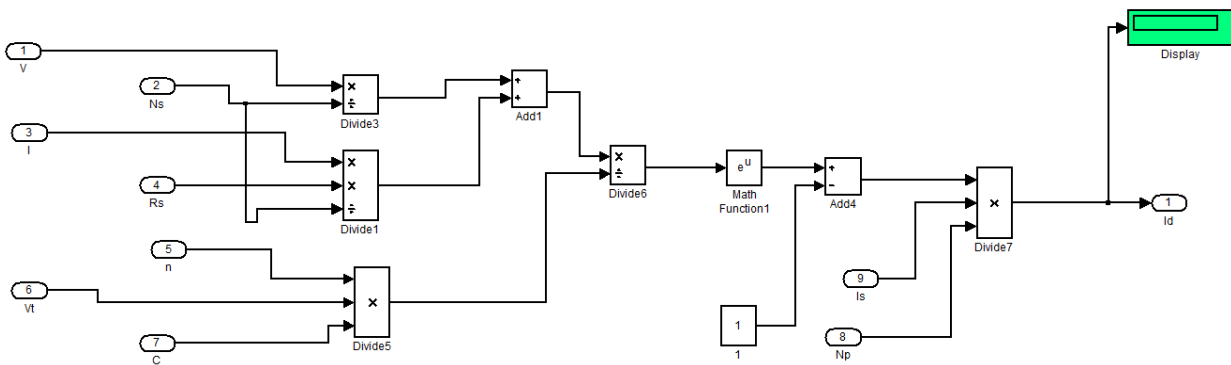 1
V
2
Ns
3
I
4
Rs
5
n
6
Vt
7
C
×
÷
Divide3
×
×
÷
Divide1
×
Divide5
+
+
Add1
×
÷
Divide6
e^u
Math
Function1
1
1
+
-
Add4
9
Is
8
Np
×
Divide7
Display
1
Id